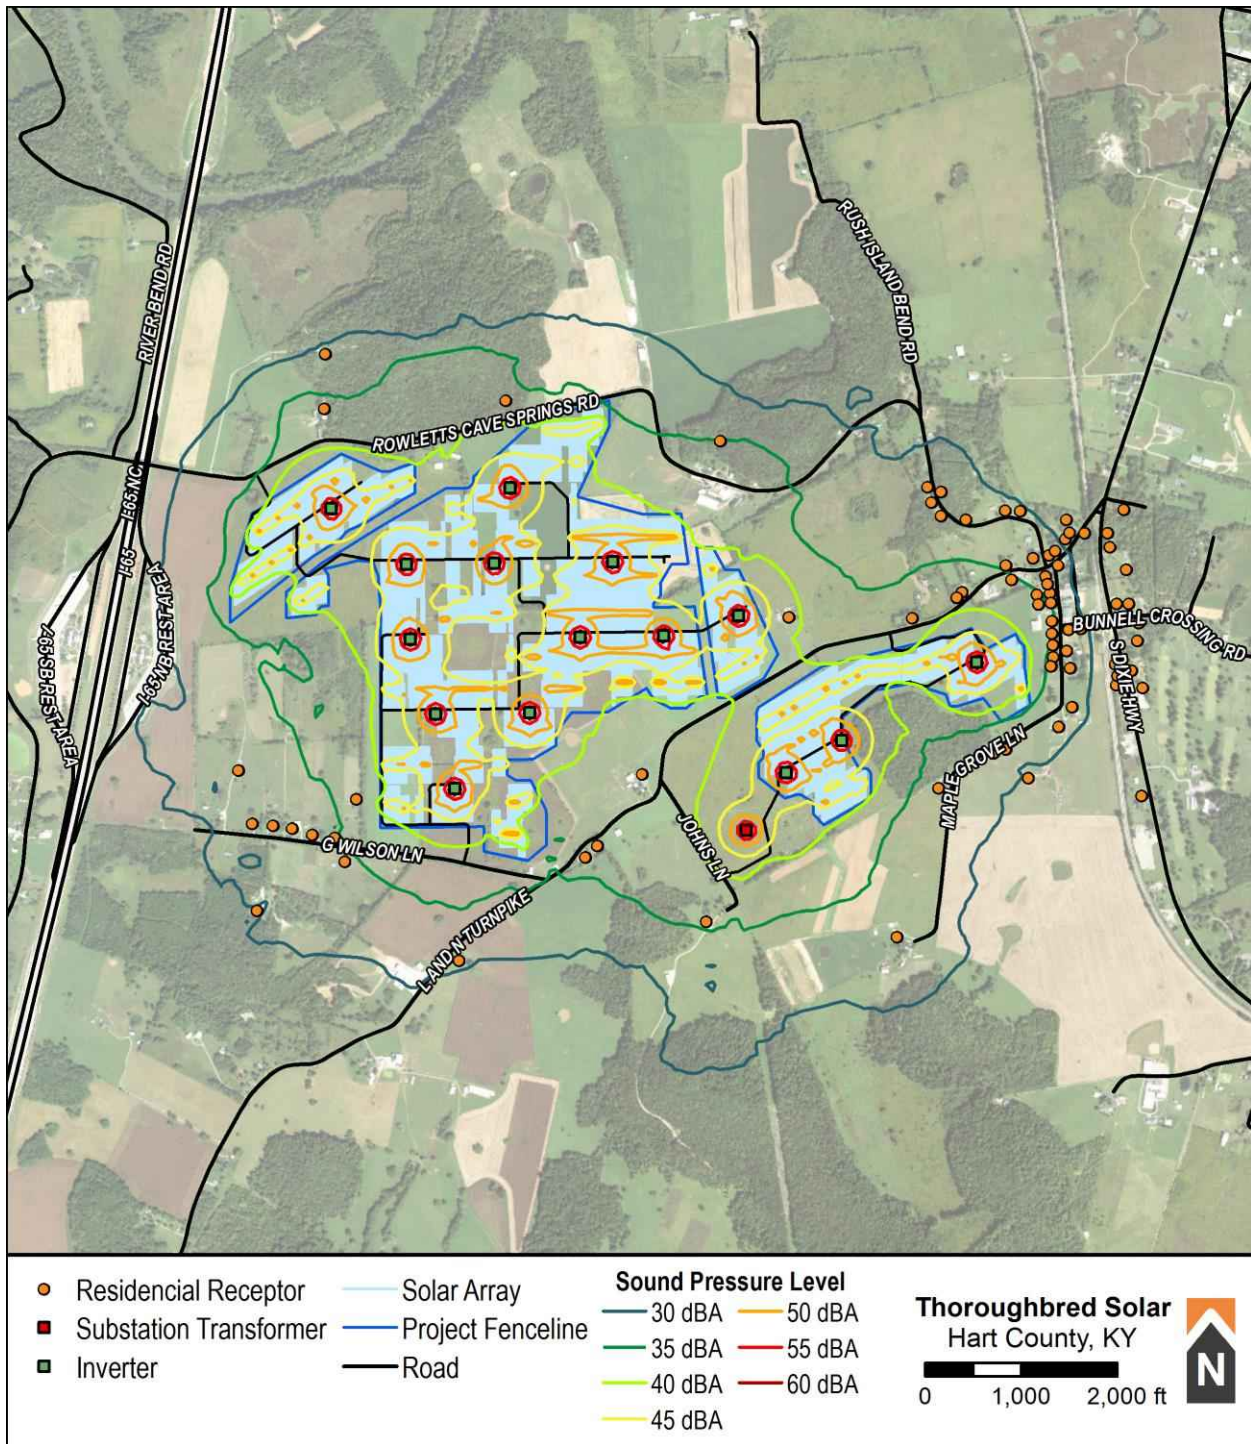 RIVER BEND RD
RUSH ISLAND BEND RD
ROWLETTS CAVE SPRINGS RD
I-65
I-65 NB REST AREA
I-65 SB REST AREA
BUNNELL CROSSING RD
S DIXIE HWY
MAPLE GROVE LN
JOHNS LN
G WILSON LN
L AND N TURNPIKE
Residencial Receptor
Substation Transformer
Inverter
Solar Array
Project Fenceline
Road
Sound Pressure Level
30 dBA
35 dBA
40 dBA
45 dBA
50 dBA
55 dBA
60 dBA
Thoroughbred Solar
Hart County, KY
0 1,000 2,000 ft
N